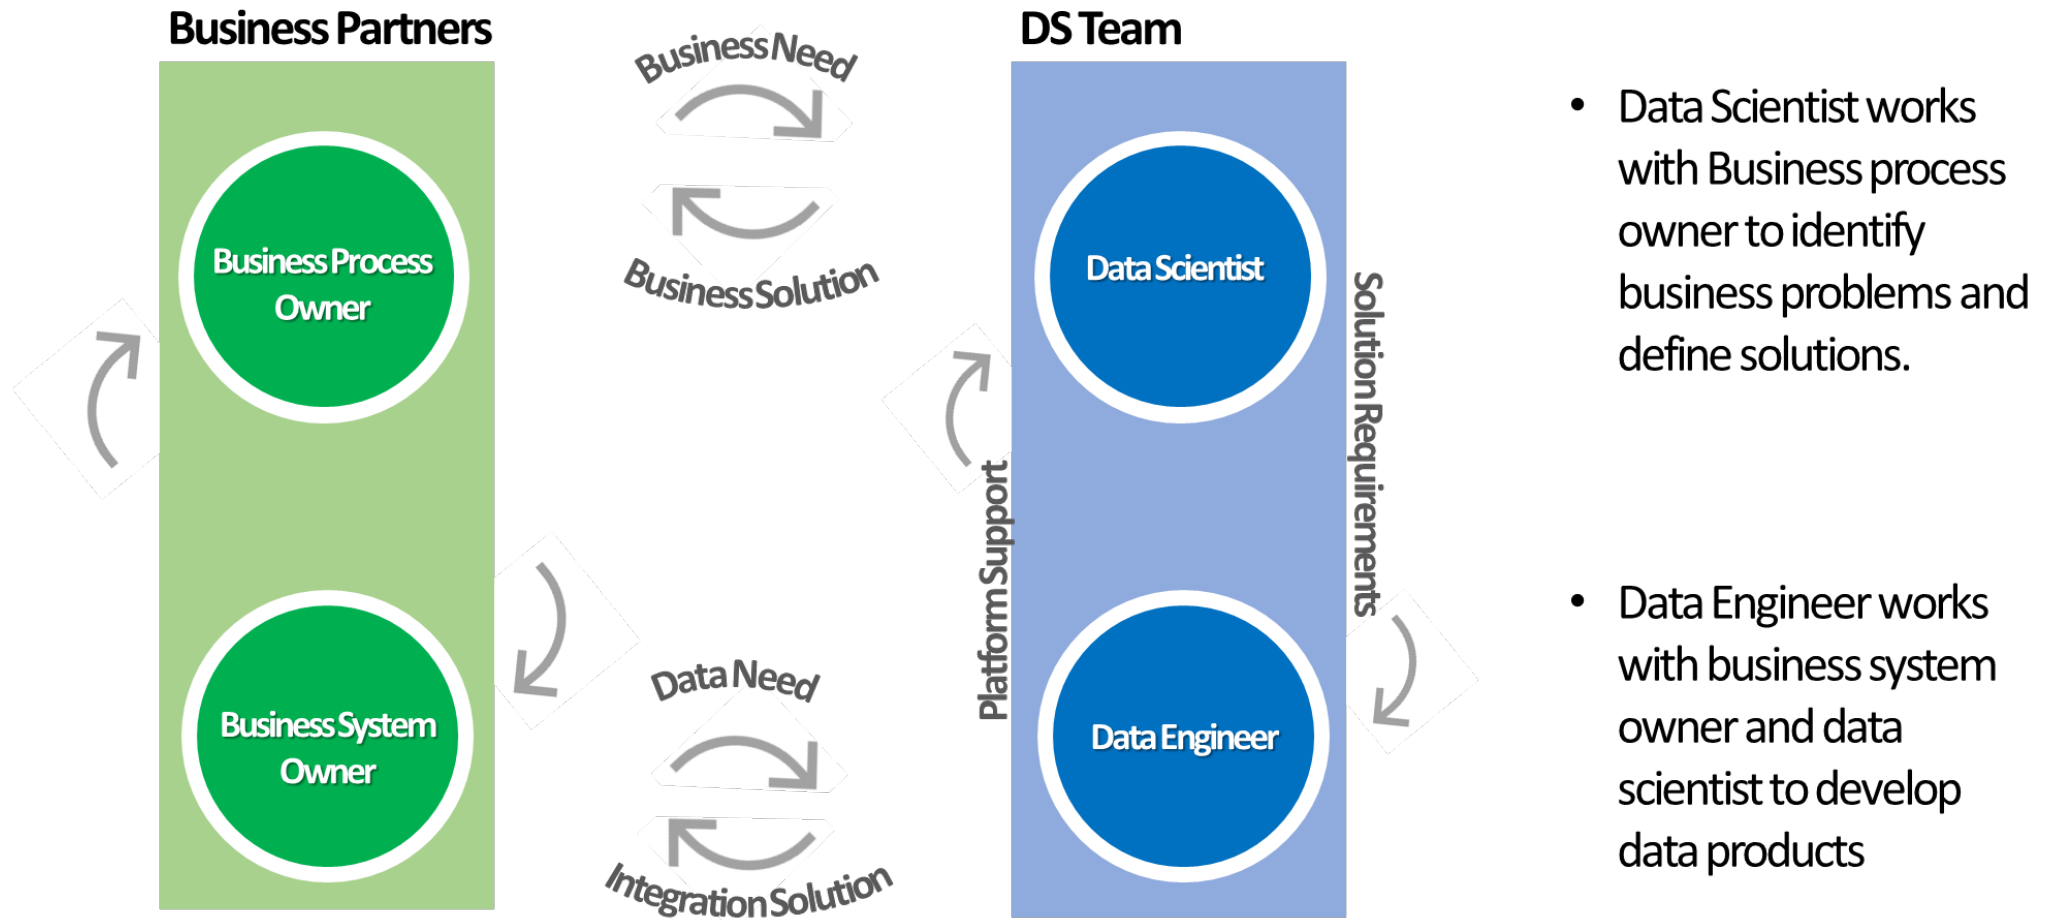 Business Partners
DS Team
Business Need
Business Solution
Business Process
Owner
Data Scientist
Solution Requirements
Platform Support
Business System
Owner
Data Engineer
Data Need
Integration Solution
• Data Scientist works
with Business process
owner to identify
business problems and
define solutions.
• Data Engineer works
with business system
owner and data
scientist to develop
data products